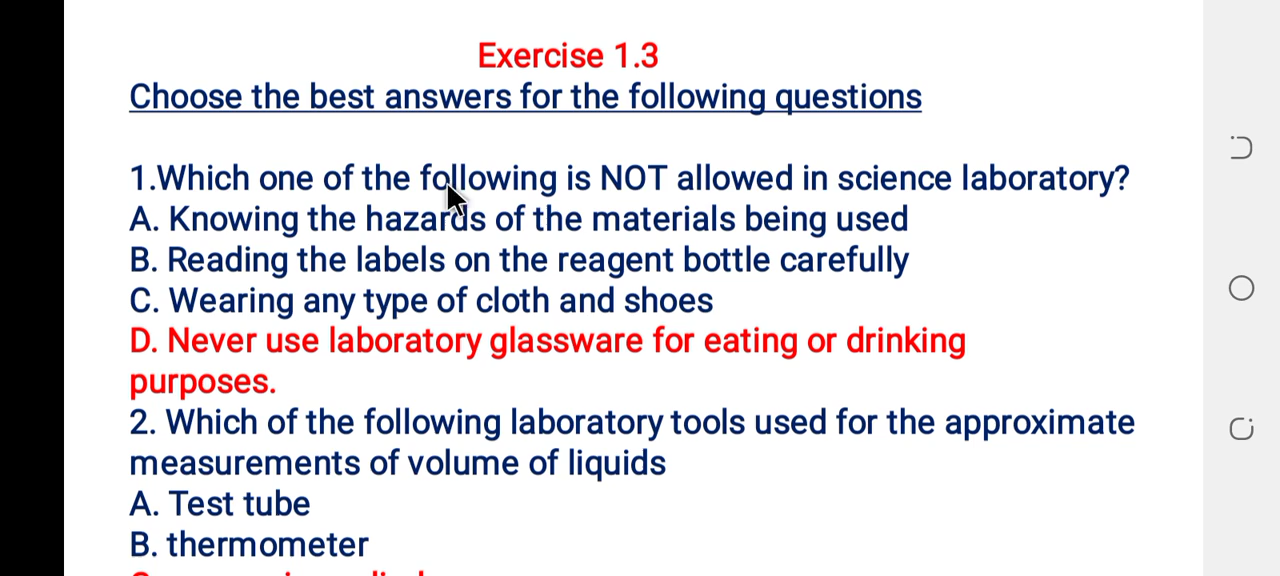 Exercise 1.3
Choose the best answers for the following questions
1.Which one of the following is NOT allowed in science laboratory?
A. Knowing the hazards of the materials being used
B. Reading the labels on the reagent bottle carefully
C. Wearing any type of cloth and shoes
D. Never use laboratory glassware for eating or drinking
purposes.
2. Which of the following laboratory tools used for the approximate
measurements of volume of liquids
A. Test tube
B. thermometer